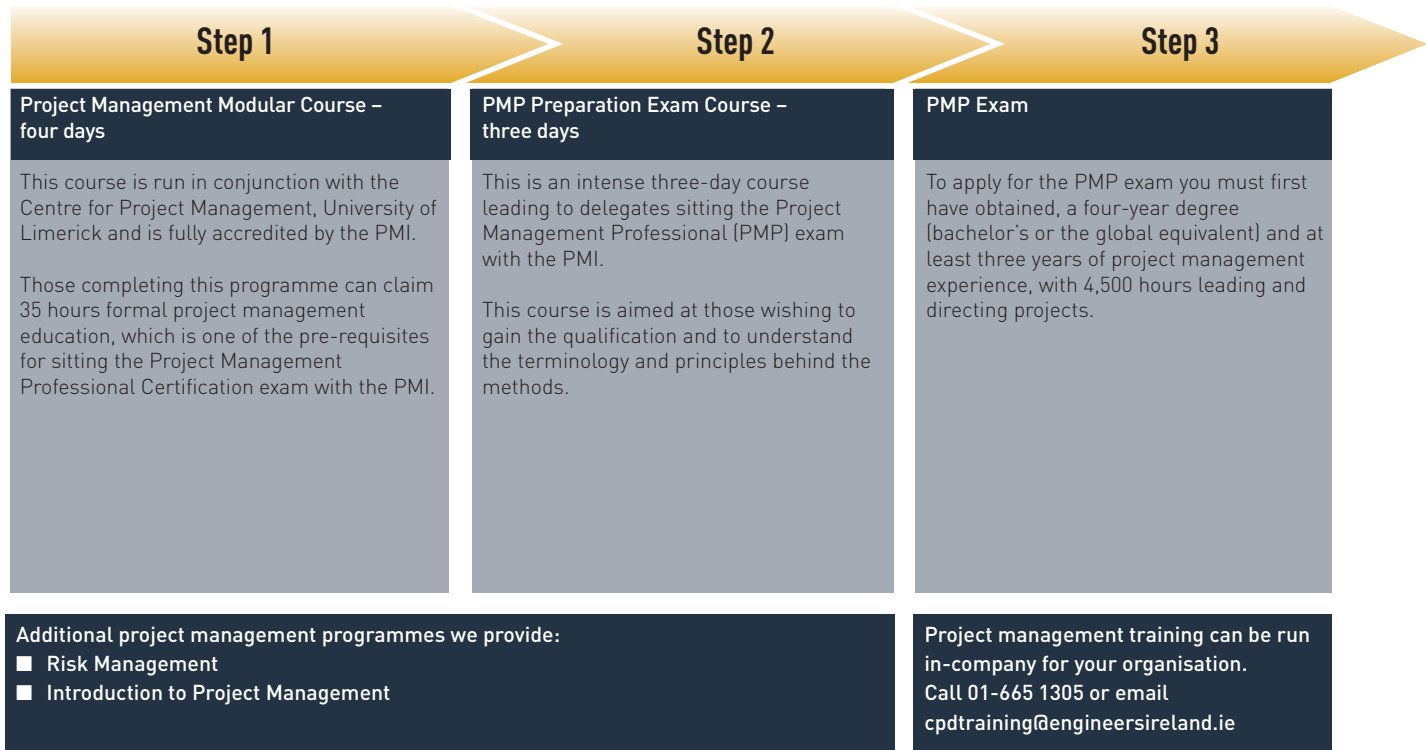 Step 1
Step 2
Step 3
Project Management Modular Course –
four days
This course is run in conjunction with the
Centre for Project Management, University of
Limerick and is fully accredited by the PMI.
Those completing this programme can claim
35 hours formal project management
education, which is one of the pre-requisites
for sitting the Project Management
Professional Certification exam with the PMI.
PMP Preparation Exam Course –
three days
This is an intense three-day course
leading to delegates sitting the Project
Management Professional (PMP) exam
with the PMI.
This course is aimed at those wishing to
gain the qualification and to understand
the terminology and principles behind the
methods.
PMP Exam
To apply for the PMP exam you must first
have obtained, a four-year degree
(bachelor's or the global equivalent) and at
least three years of project management
experience, with 4,500 hours leading and
directing projects.
Additional project management programmes we provide:
■ Risk Management
■ Introduction to Project Management
Project management training can be run
in-company for your organisation.
Call 01-665 1305 or email
cpdtraining@engineersireland.ie